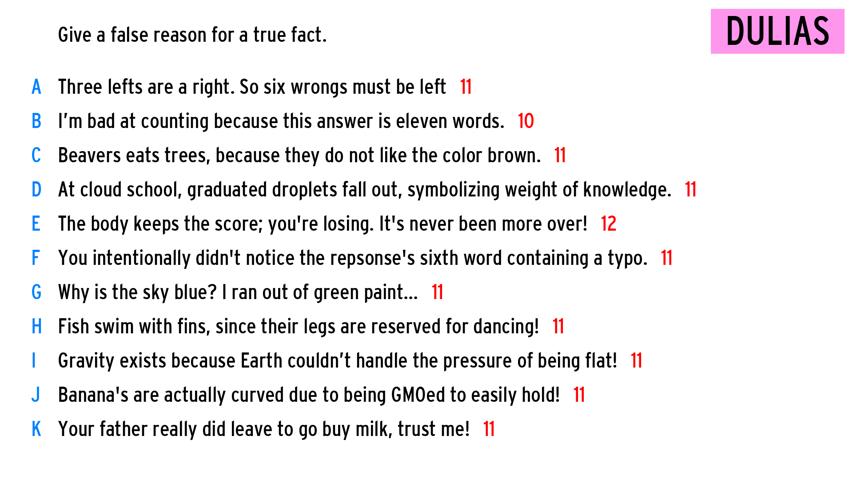 Give a false reason for a true fact.
DULIAS
A Three lefts are a right. So six wrongs must be left 11
B I’m bad at counting because this answer is eleven words. 10
C Beavers eats trees, because they do not like the color brown. 11
D At cloud school, graduated droplets fall out, symbolizing weight of knowledge. 11
E The body keeps the score; you're losing. It's never been more over! 12
F You intentionally didn't notice the repsonse's sixth word containing a typo. 11
G Why is the sky blue? I ran out of green paint... 11
H Fish swim with fins, since their legs are reserved for dancing! 11
I Gravity exists because Earth couldn’t handle the pressure of being flat! 11
J Banana's are actually curved due to being GMOed to easily hold! 11
K Your father really did leave to go buy milk, trust me! 11